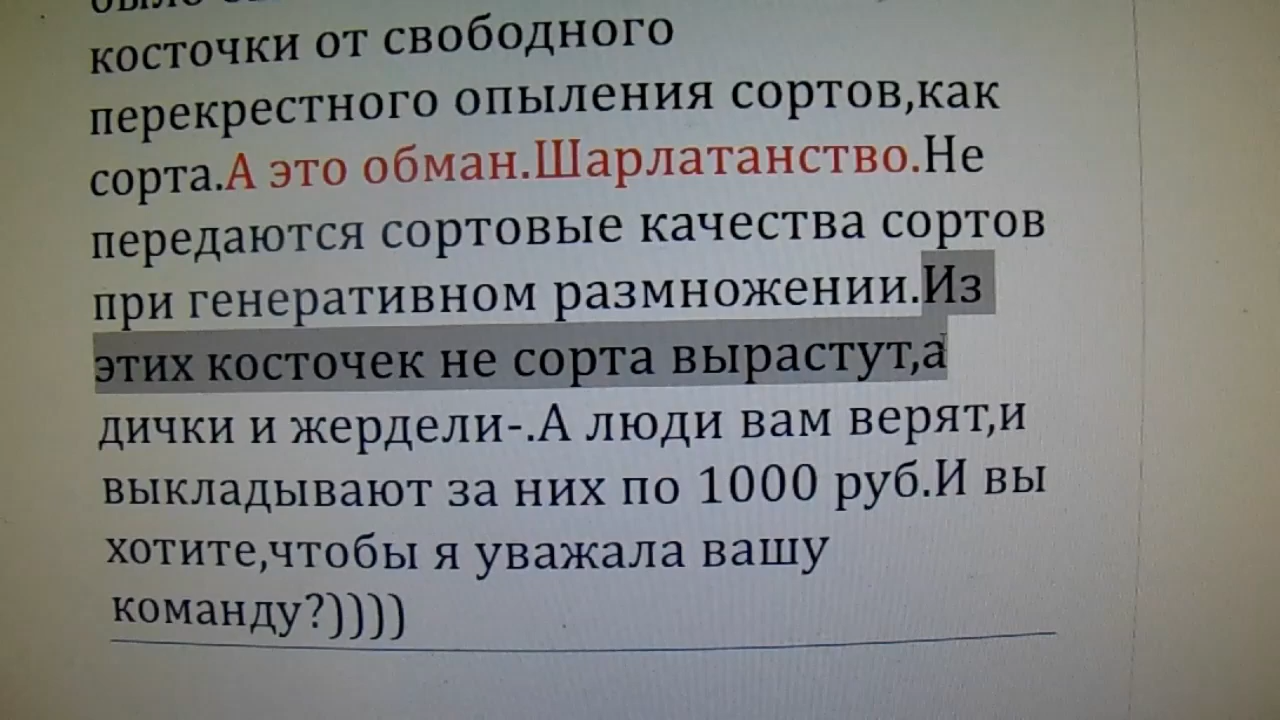 косточки от свободного
перекрестного опыления сортов,как
сорта.А это обман.Шарлатанство.Не
передаются сортовые качества сортов
при генеративном размножении.Из
этих косточек не сорта вырастут,а
дички и жердели-.А люди вам верят,и
выкладывают за них по 1000 руб.И вы
хотите,чтобы я уважала вашу
команду?))))